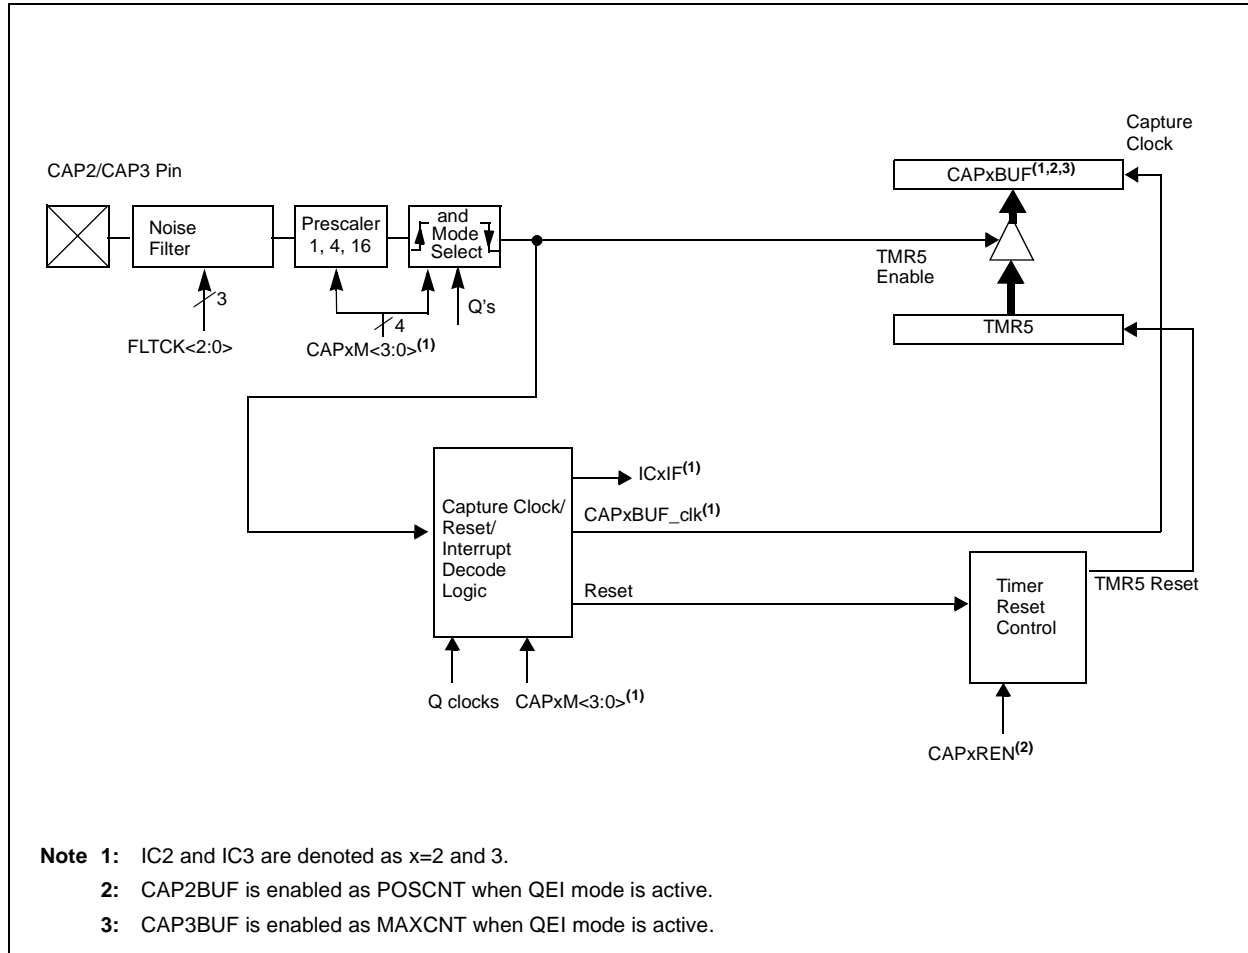 Capture
Clock
CAP2/CAP3 Pin
CAPxBUF(1,2,3)
Noise
Filter
Prescaler
1, 4, 16
and
Mode
Select
TMR5
Enable
3
4
Q's
TMR5
FLTCK<2:0>
CAPxM<3:0>(1)
ICxIF(1)
Capture Clock/
Reset/
Interrupt
Decode
Logic
CAPxBUF_clk(1)
Reset
Timer
Reset
Control
TMR5 Reset
Q clocks
CAPxM<3:0>(1)
CAPxREN(2)
Note 1: IC2 and IC3 are denoted as x=2 and 3.
2: CAP2BUF is enabled as POSCNT when QEI mode is active.
3: CAP3BUF is enabled as MAXCNT when QEI mode is active.